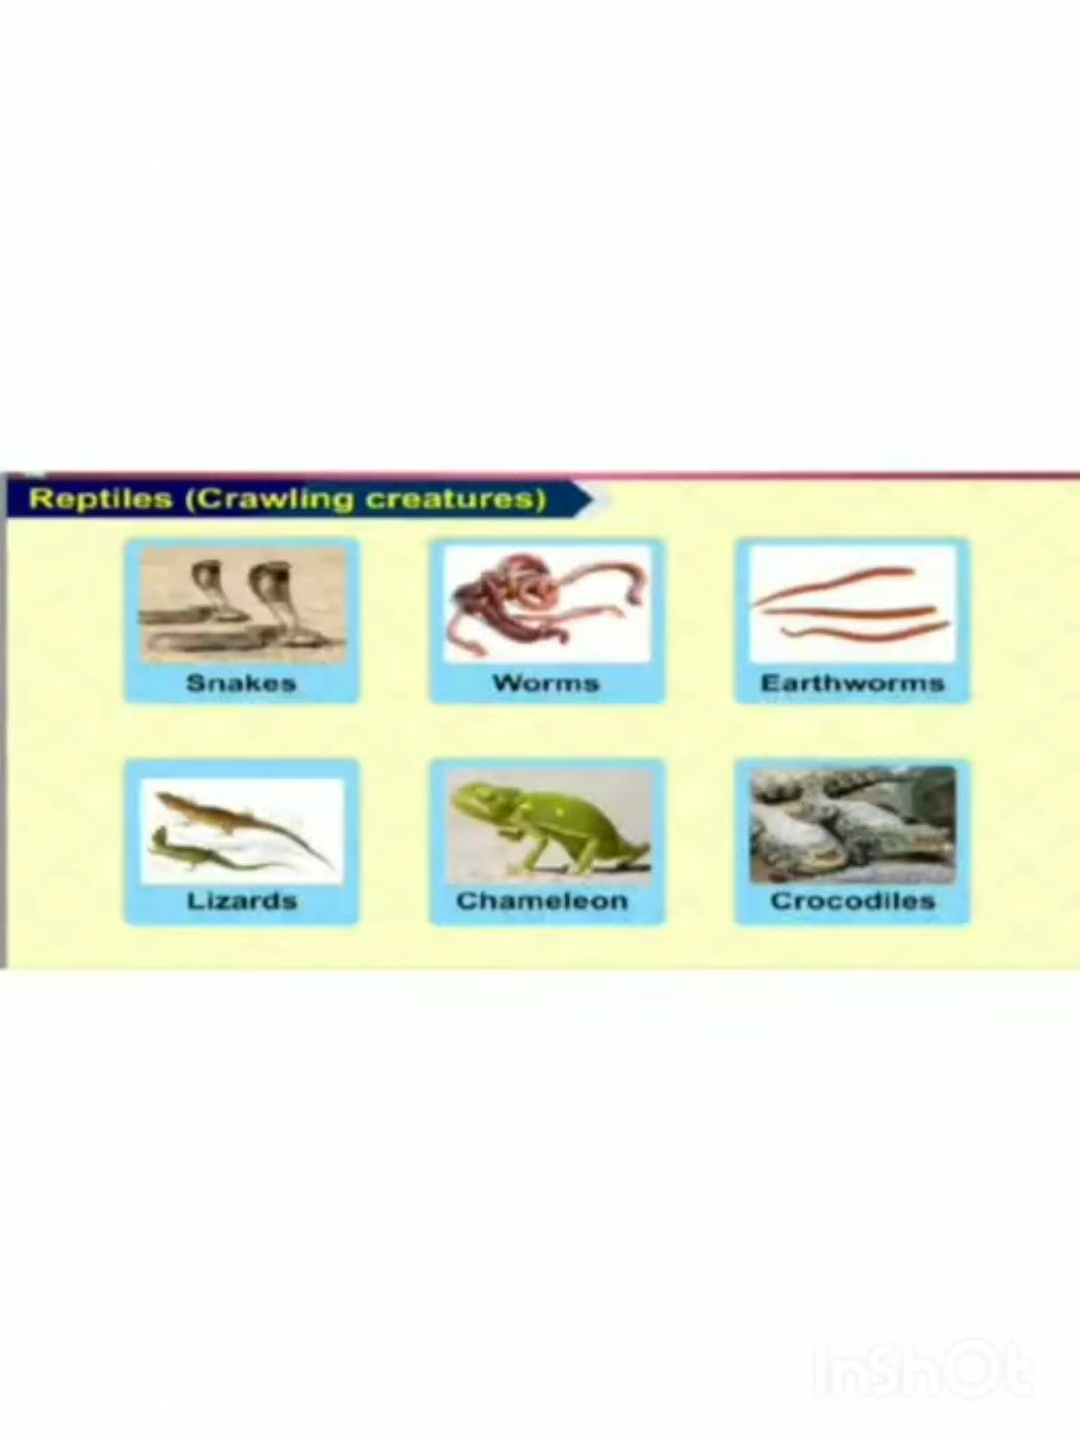 Reptiles (Crawling creatures)
Snakes
Worms
Earthworms
Lizards
Chameleon
Crocodiles
InShOt